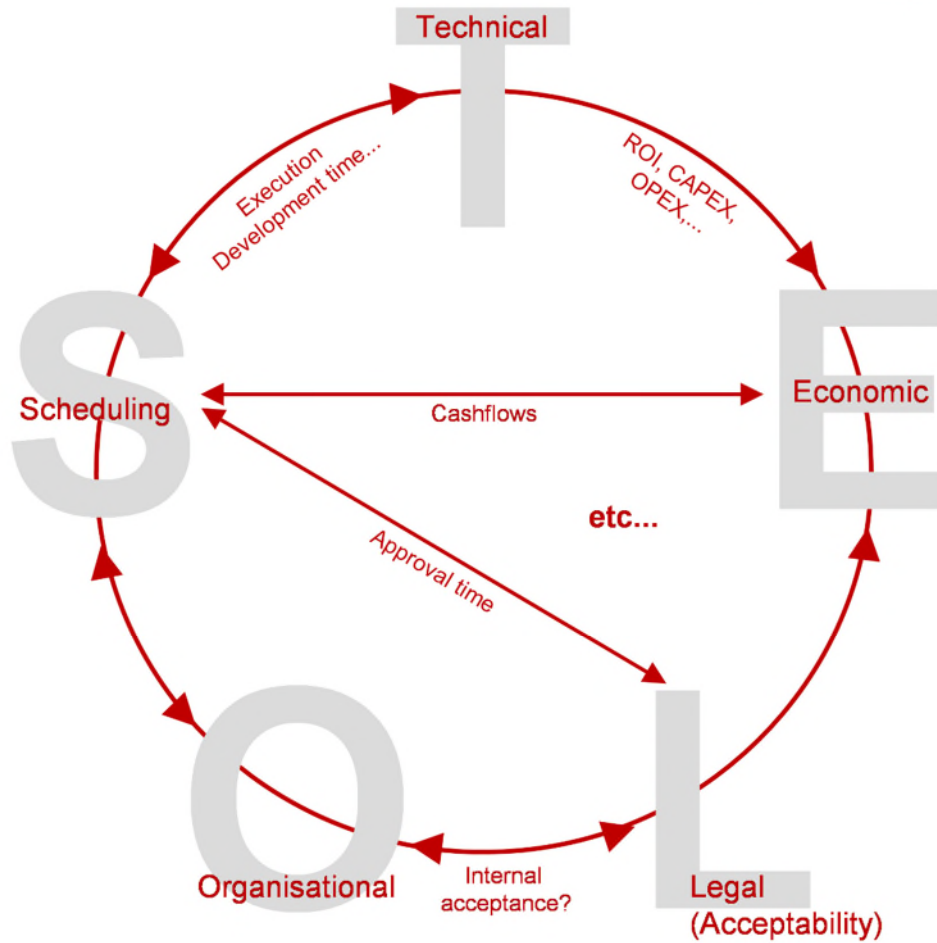 Technical
T
Execution
Development time...
ROI, CAPEX,
OPEX,...
S
Scheduling
Cashflows
E
Economic
etc...
Approval time
O
Organisational
Internal
acceptance?
L
Legal
(Acceptability)